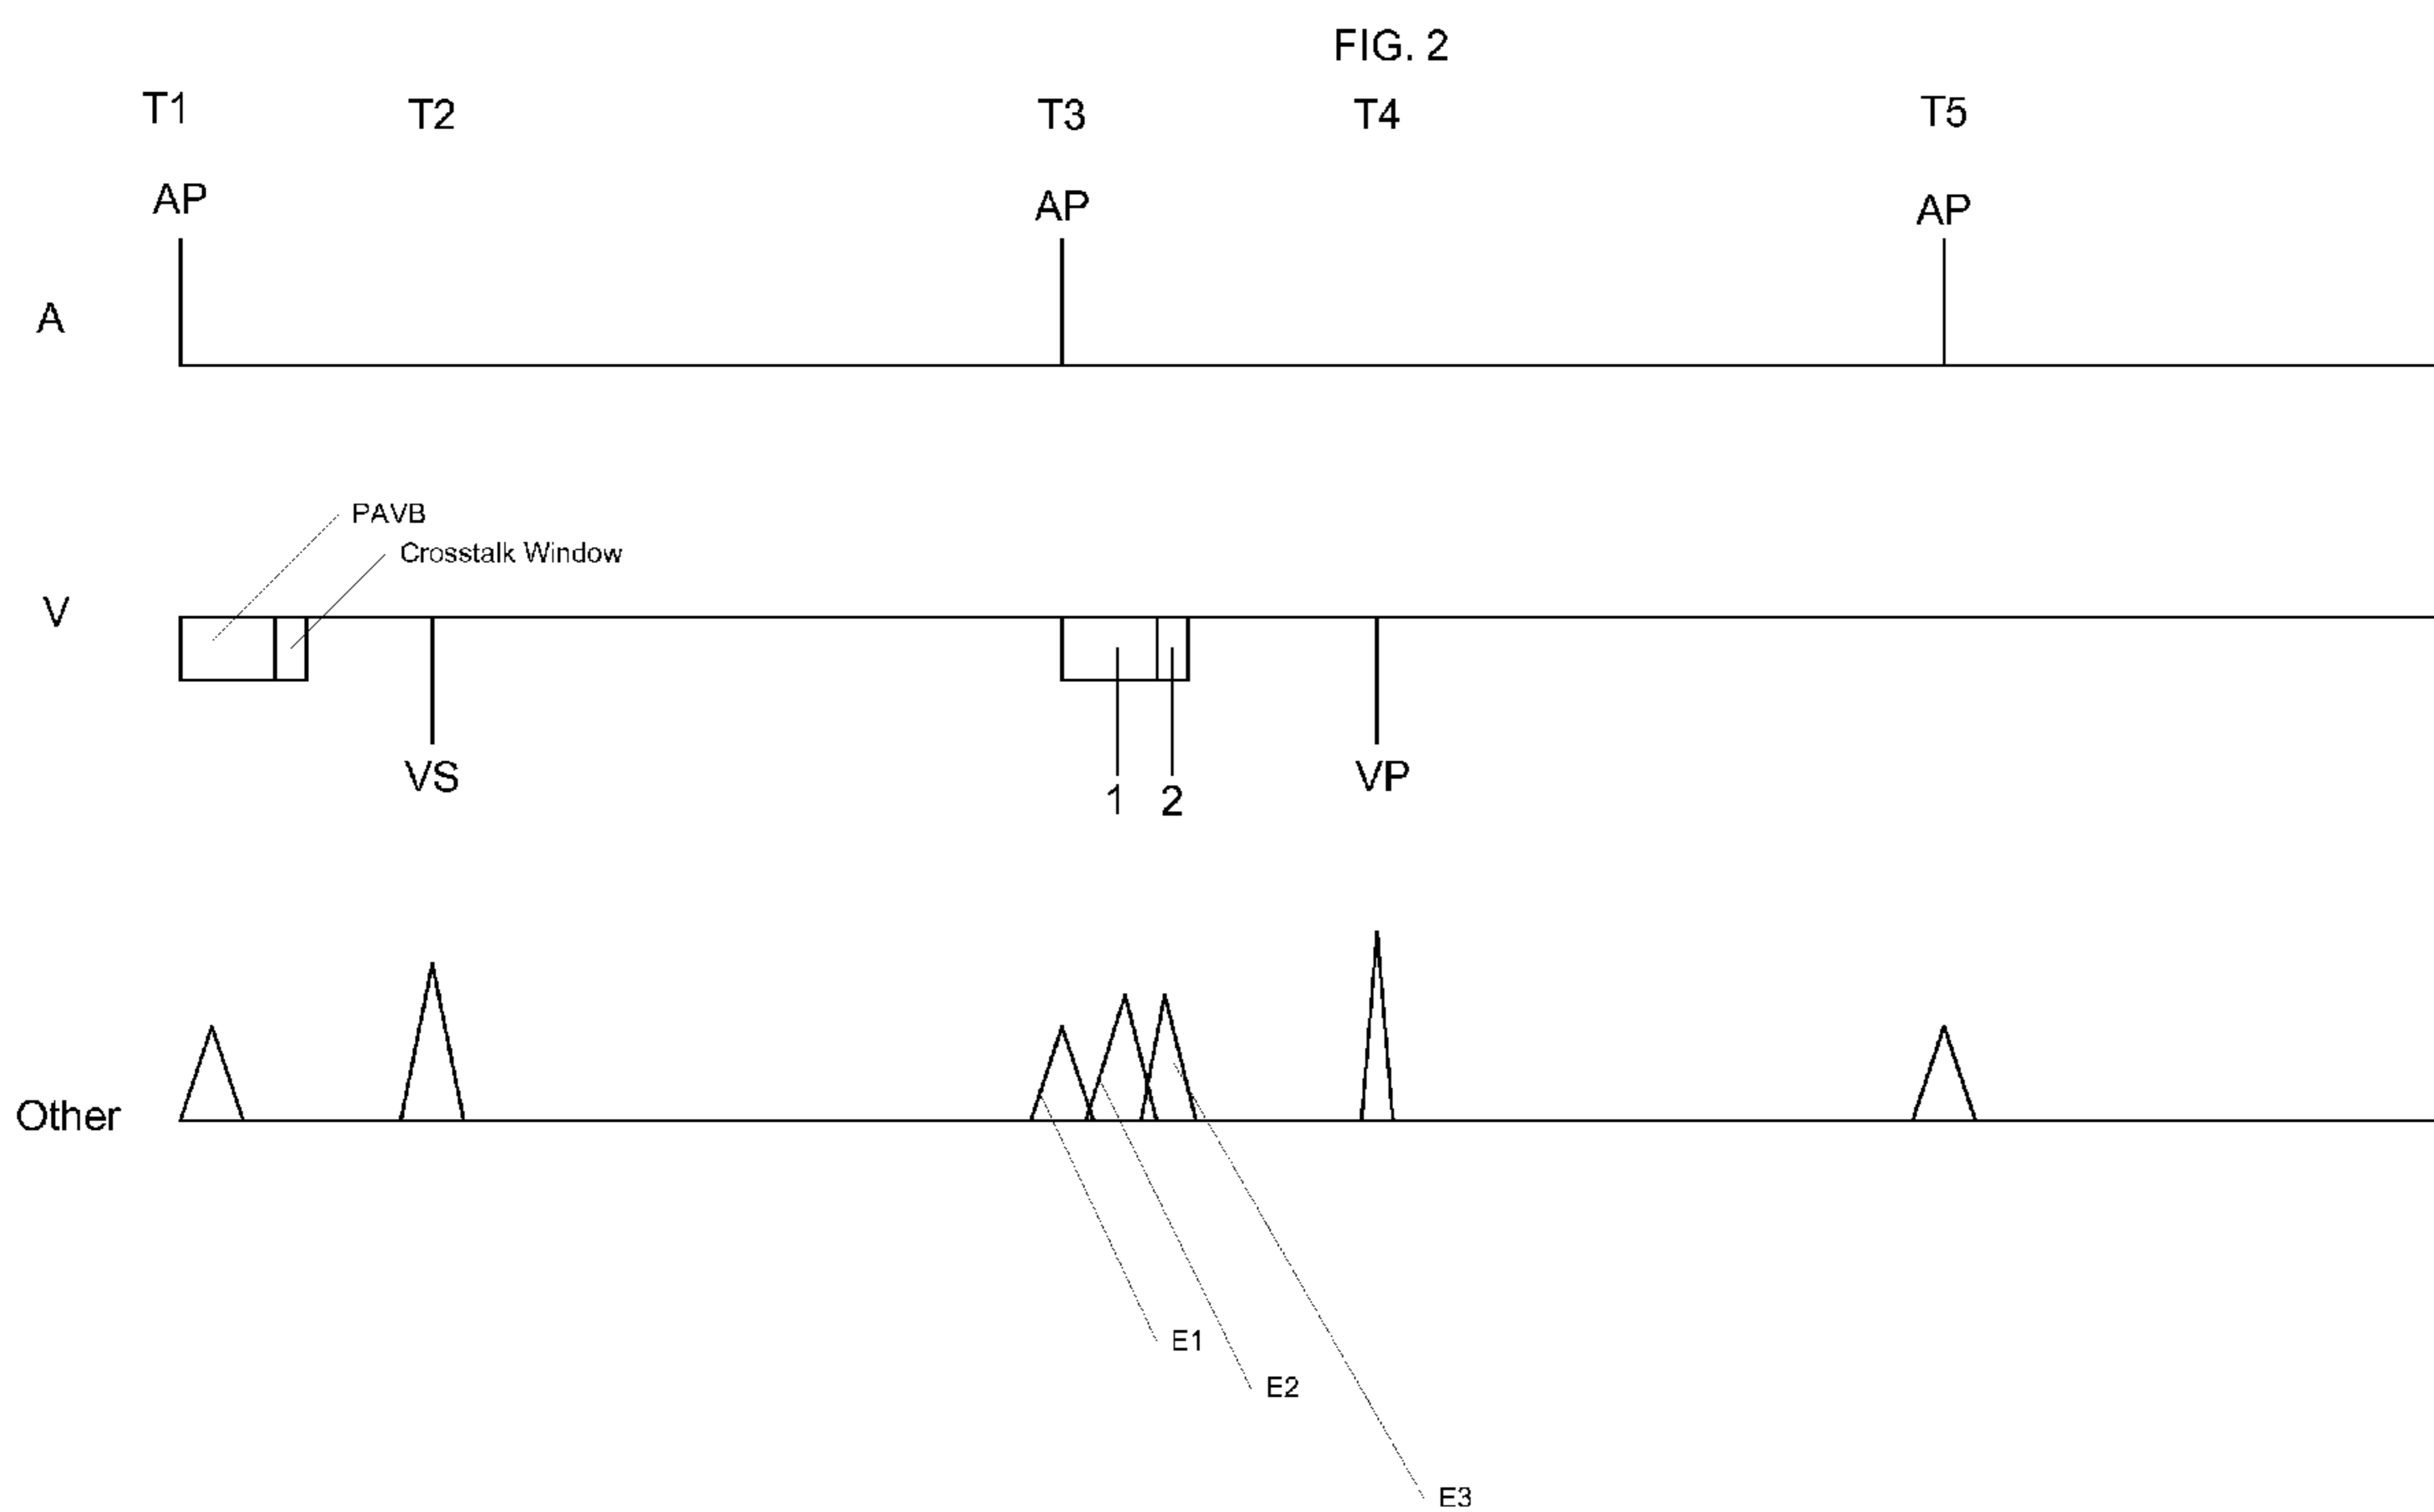 FIG. 2
T1 T2 T3 T4 T5
AP AP AP
A
PAVB
Crosstalk Window
V
VS VP
1 2
Other
E1
E2
E3